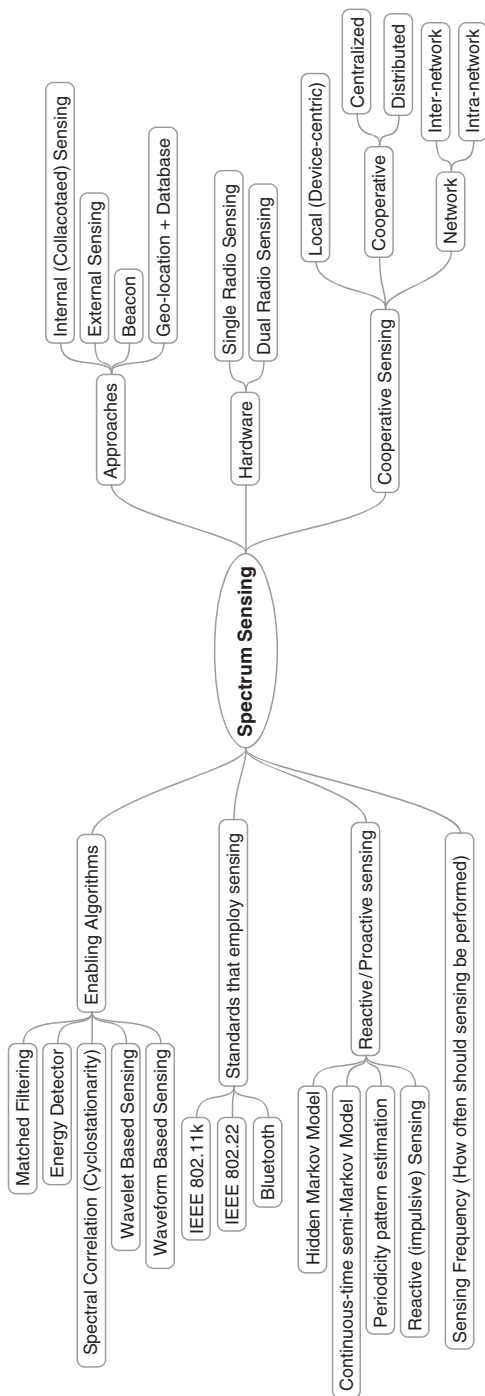 Spectrum Sensing
Approaches
Internal (Collacotaed) Sensing
External Sensing
Beacon
Geo-location + Database
Hardware
Single Radio Sensing
Dual Radio Sensing
Cooperative Sensing
Local (Device-centric)
Cooperative
Centralized
Distributed
Network
Inter-network
Intra-network
Enabling Algorithms
Matched Filtering
Energy Detector
Spectral Correlation (Cyclostationarity)
Wavelet Based Sensing
Waveform Based Sensing
Standards that employ sensing
IEEE 802.11k
IEEE 802.22
Bluetooth
Reactive/Proactive sensing
Hidden Markov Model
Continuous-time semi-Markov Model
Periodicity pattern estimation
Reactive (impulsive) Sensing
Sensing Frequency (How often should sensing be performed)